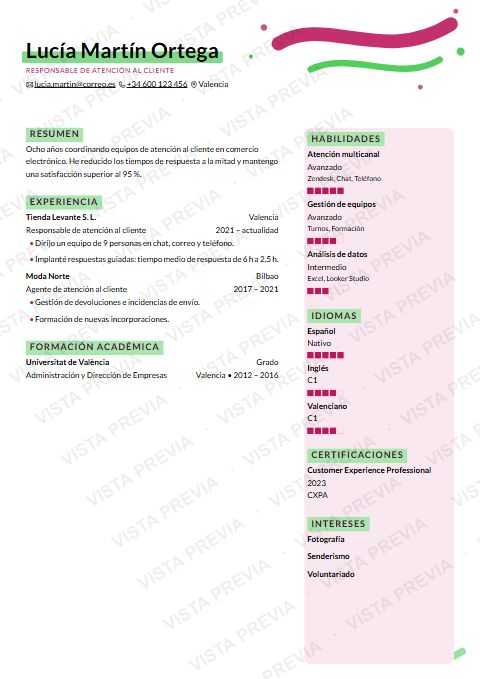 Lucía Martín Ortega
RESPONSABLE DE ATENCIÓN AL CLIENTE
lucia.martin@correo.es +34 600 123 456 Valencia
RESUMEN
Ocho años coordinando equipos de atención al cliente en comercio
electrónico. He reducido los tiempos de respuesta a la mitad y mantengo
una satisfacción superior al 95 %.
EXPERIENCIA
Tienda Levante S. L. Valencia
Responsable de atención al cliente 2021 – actualidad
• Dirijo un equipo de 9 personas en chat, correo y teléfono.
• Implanté respuestas guiadas: tiempo medio de respuesta de 6 h a 2,5 h.
Moda Norte Bilbao
Agente de atención al cliente 2017 – 2021
• Gestión de devoluciones e incidencias de envío.
• Formación de nuevas incorporaciones.
FORMACIÓN ACADÉMICA
Universitat de València Grado
Administración y Dirección de Empresas Valencia • 2012 – 2016
HABILIDADES
Atención multicanal
Avanzado
Zendesk, Chat, Teléfono
Gestión de equipos
Avanzado
Turnos, Formación
Análisis de datos
Intermedio
Excel, Looker Studio
IDIOMAS
Español
Nativo
Inglés
C1
Valenciano
C1
CERTIFICACIONES
Customer Experience Professional
2023
CXPA
INTERESES
Fotografía
Senderismo
Voluntariado
VISTA PREVIA